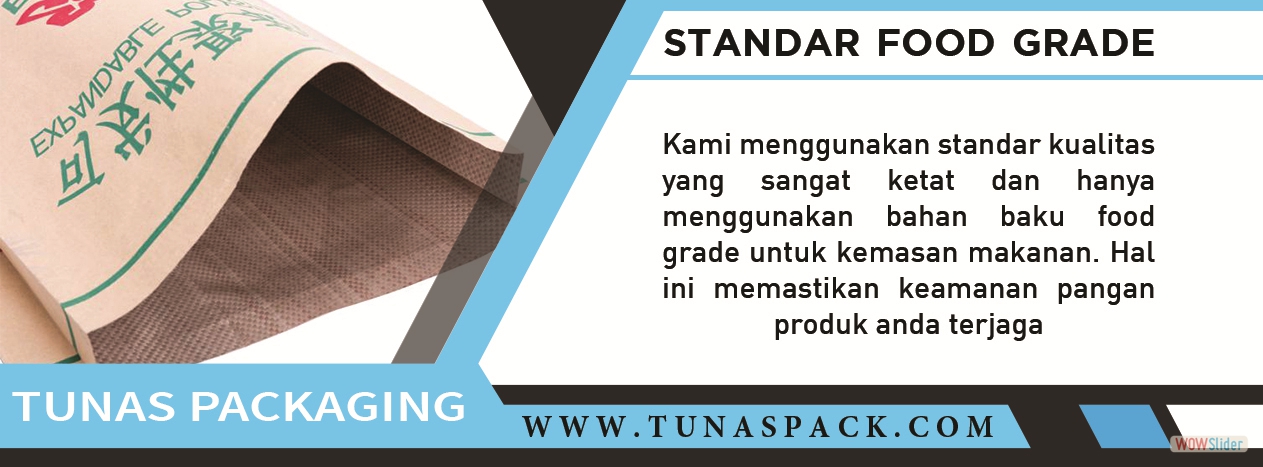 EXPANDABLE
STANDAR FOOD GRADE
Kami menggunakan standar kualitas
yang sangat ketat dan hanya
menggunakan bahan baku food
grade untuk kemasan makanan. Hal
ini memastikan keamanan pangan
produk anda terjaga
TUNAS PACKAGING
WWW.TUNASPACK.COM
WOWSlider